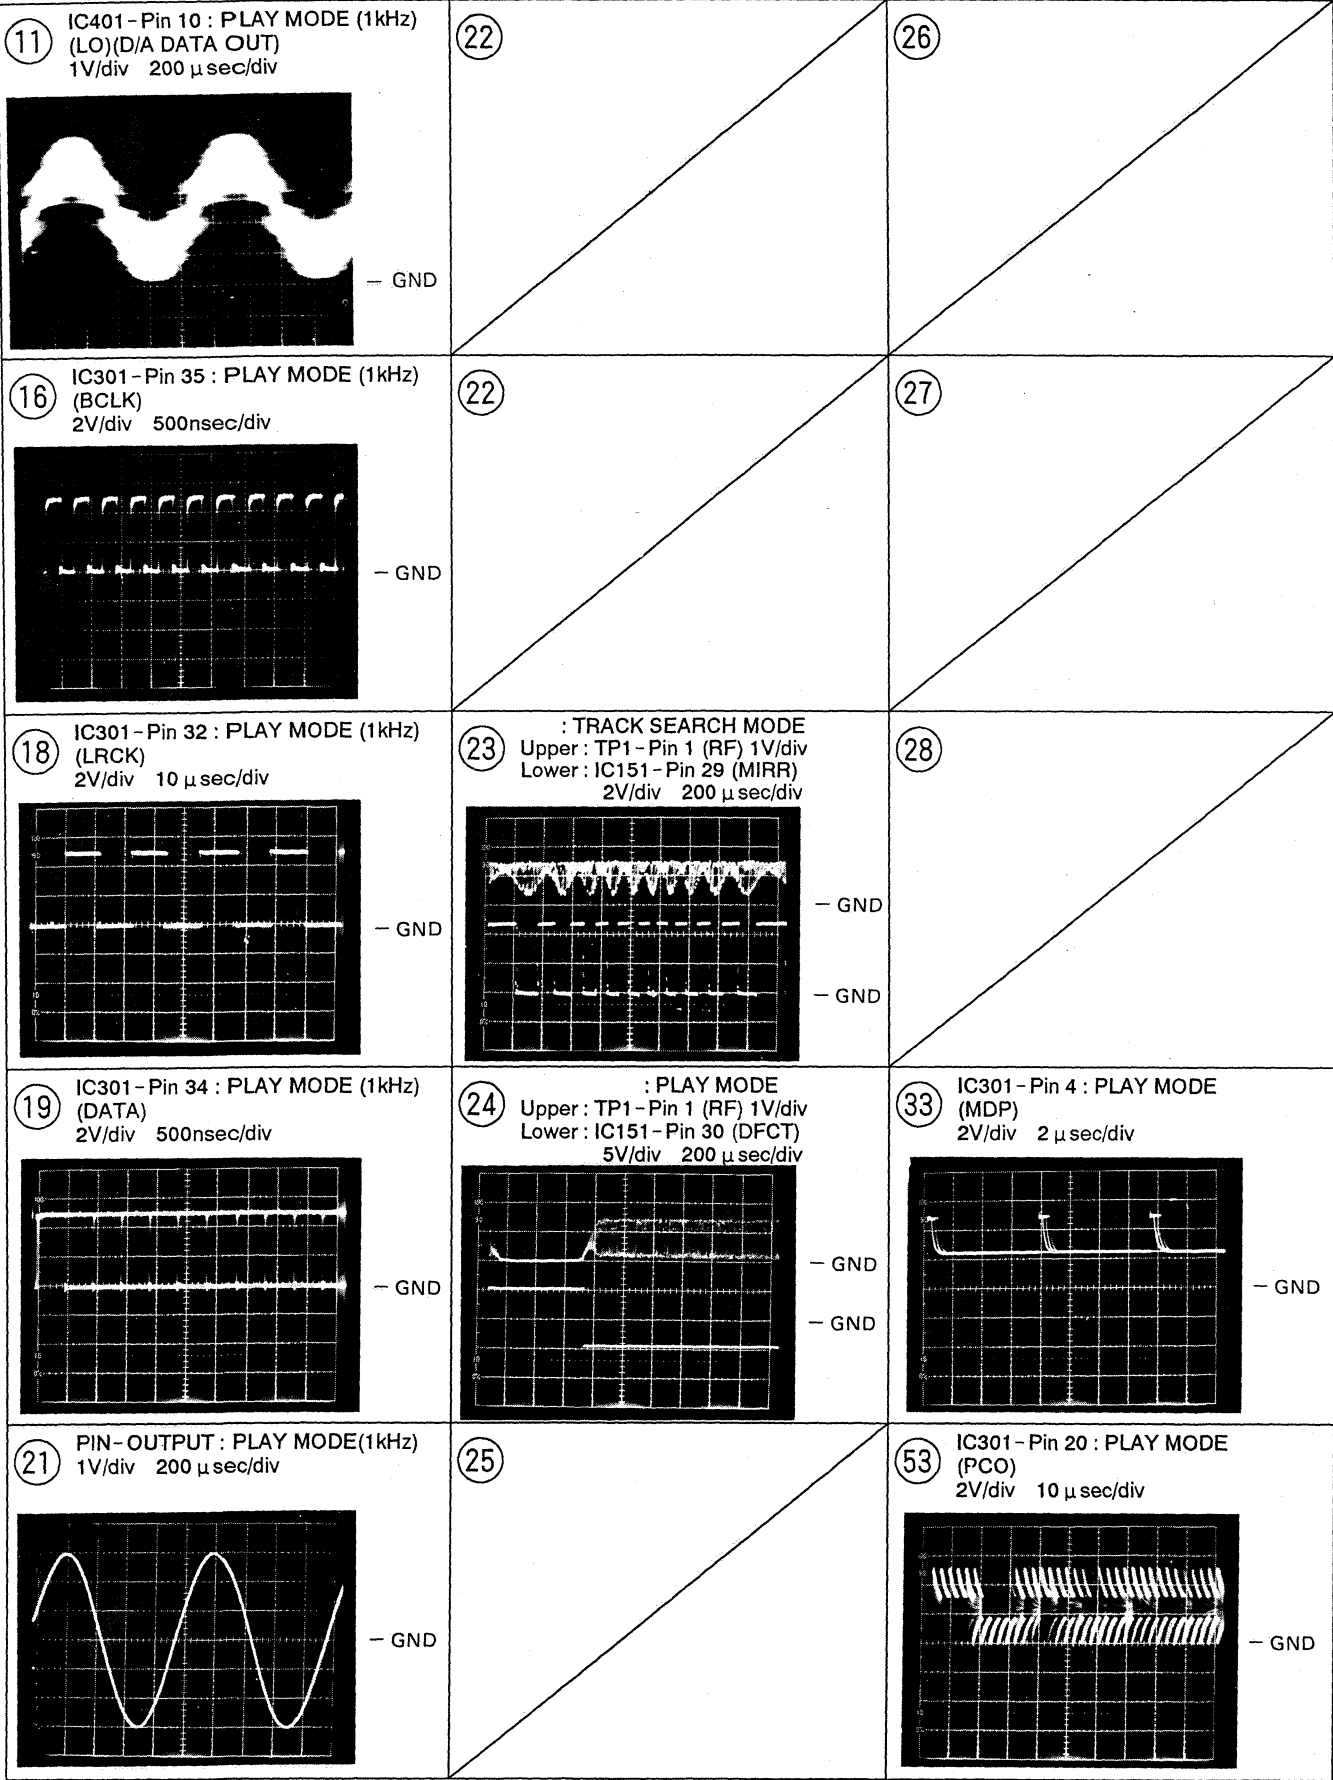 11 IC401-Pin 10 : PLAY MODE (1kHz)
(LO)(D/A DATA OUT)
1V/div 200 μsec/div
– GND
22
26
16 IC301-Pin 35 : PLAY MODE (1kHz)
(BCLK)
2V/div 500nsec/div
– GND
22
27
18 IC301-Pin 32 : PLAY MODE (1kHz)
(LRCK)
2V/div 10 μsec/div
– GND
23 : TRACK SEARCH MODE
Upper : TP1-Pin 1 (RF) 1V/div
Lower : IC151-Pin 29 (MIRR)
2V/div 200 μsec/div
– GND
– GND
28
19 IC301-Pin 34 : PLAY MODE (1kHz)
(DATA)
2V/div 500nsec/div
– GND
24 : PLAY MODE
Upper : TP1-Pin 1 (RF) 1V/div
Lower : IC151-Pin 30 (DFCT)
5V/div 200 μsec/div
– GND
– GND
33 IC301-Pin 4 : PLAY MODE
(MDP)
2V/div 2 μsec/div
– GND
21 PIN-OUTPUT : PLAY MODE(1kHz)
1V/div 200 μsec/div
– GND
25
53 IC301-Pin 20 : PLAY MODE
(PCO)
2V/div 10 μsec/div
– GND